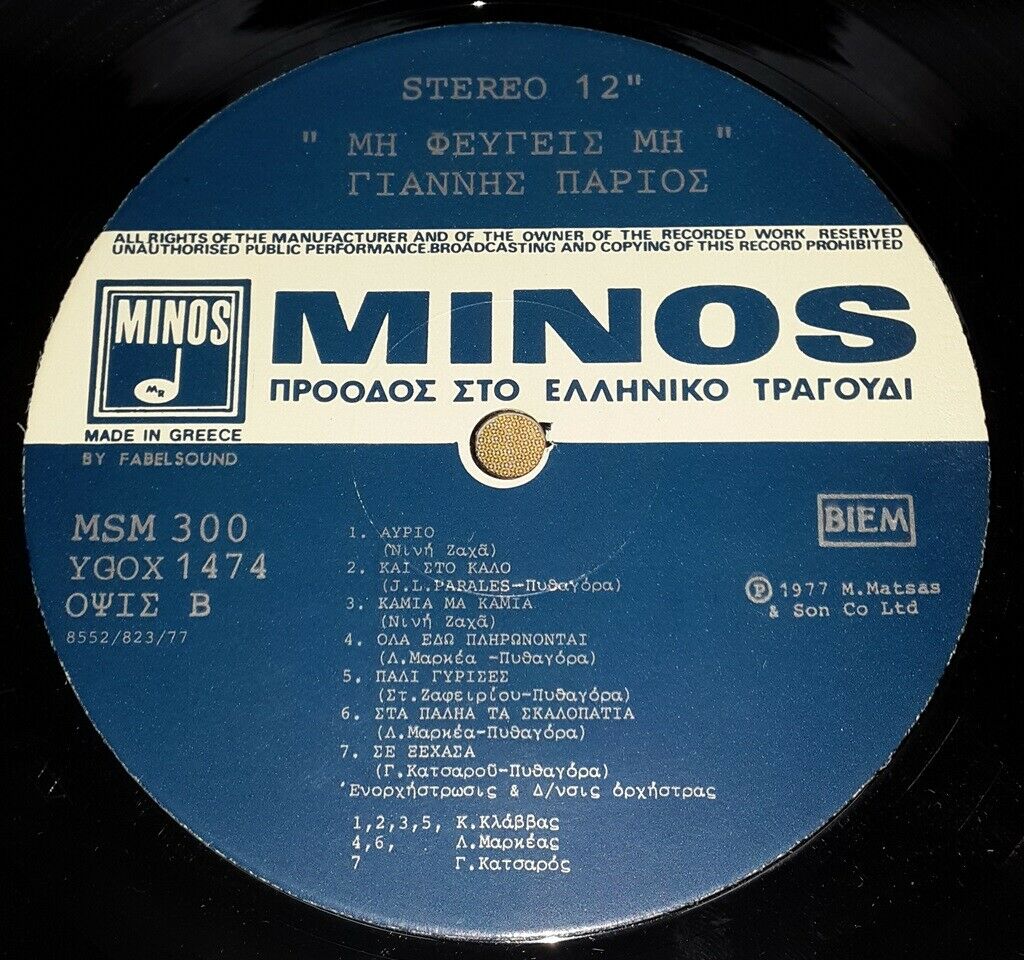 STEREO 12"
" ΜΗ ΦΕΥΓΕΙΣ ΜΗ "
ΓΙΑΝΝΗΣ ΠΑΡΙΟΣ
ALL RIGHTS OF THE MANUFACTURER AND OF THE OWNER OF THE RECORDED WORK RESERVED
UNAUTHORISED PUBLIC PERFORMANCE.BROADCASTING AND COPYING OF THIS RECORD PROHIBITED
MINOS
MR
MINOS
ΠΡΟΟΔΟΣ ΣΤΟ ΕΛΛΗΝΙΚΟ ΤΡΑΓΟΥΔΙ
MADE IN GREECE
BY FABELSOUND
MSM 300
YGOX 1474
ΟΨΙΣ Β
8552/823/77
BIEM
Ⓟ 1977 M.Matsas
& Son Co Ltd
1. ΑΥΡΙΟ
(Νινή Ζαχᾶ)
2. ΚΑΙ ΣΤΟ ΚΑΛΟ
(J.L.PARALES-Πυθαγόρα)
3. ΚΑΜΙΑ ΜΑ ΚΑΜΙΑ
(Νινή Ζαχᾶ)
4. ΟΛΑ ΕΔΩ ΠΛΗΡΩΝΟΝΤΑΙ
(Λ.Μαρκέα -Πυθαγόρα)
5. ΠΑΛΙ ΓΥΡΙΣΕΣ
(Στ.Ζαφειρίου-Πυθαγόρα)
6. ΣΤΑ ΠΑΛΗΑ ΤΑ ΣΚΑΛΟΠΑΤΙΑ
(Λ.Μαρκέα-Πυθαγόρα)
7. ΣΕ ΞΕΧΑΣΑ
(Γ.Κατσαροῦ-Πυθαγόρα)
Ἐνορχήστρωσις & Δ/νσις ὀρχήστρας
1,2,3,5, Κ.Κλάββας
4,6, Λ.Μαρκέας
7 Γ.Κατσαρός